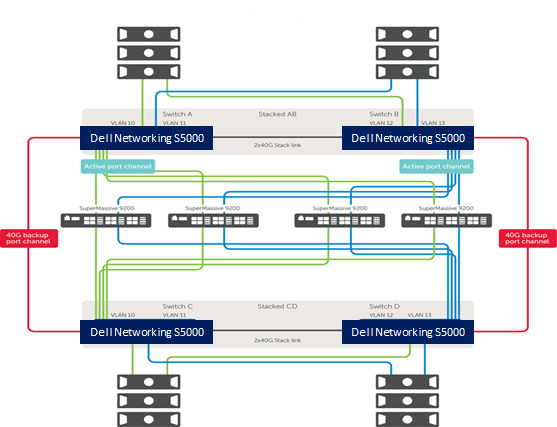 Switch A
Stacked AB
Switch B
VLAN 10
VLAN 11
VLAN 12
VLAN 13
Dell Networking S5000
Dell Networking S5000
2x40G Stack link
Active port channel
Active port channel
SuperMassive 9200
SuperMassive 9200
SuperMassive 9200
SuperMassive 9200
40G backup
port channel
40G backup
port channel
Switch C
Stacked CD
Switch D
VLAN 10
VLAN 11
VLAN 12
VLAN 13
Dell Networking S5000
Dell Networking S5000
2x40G Stack link